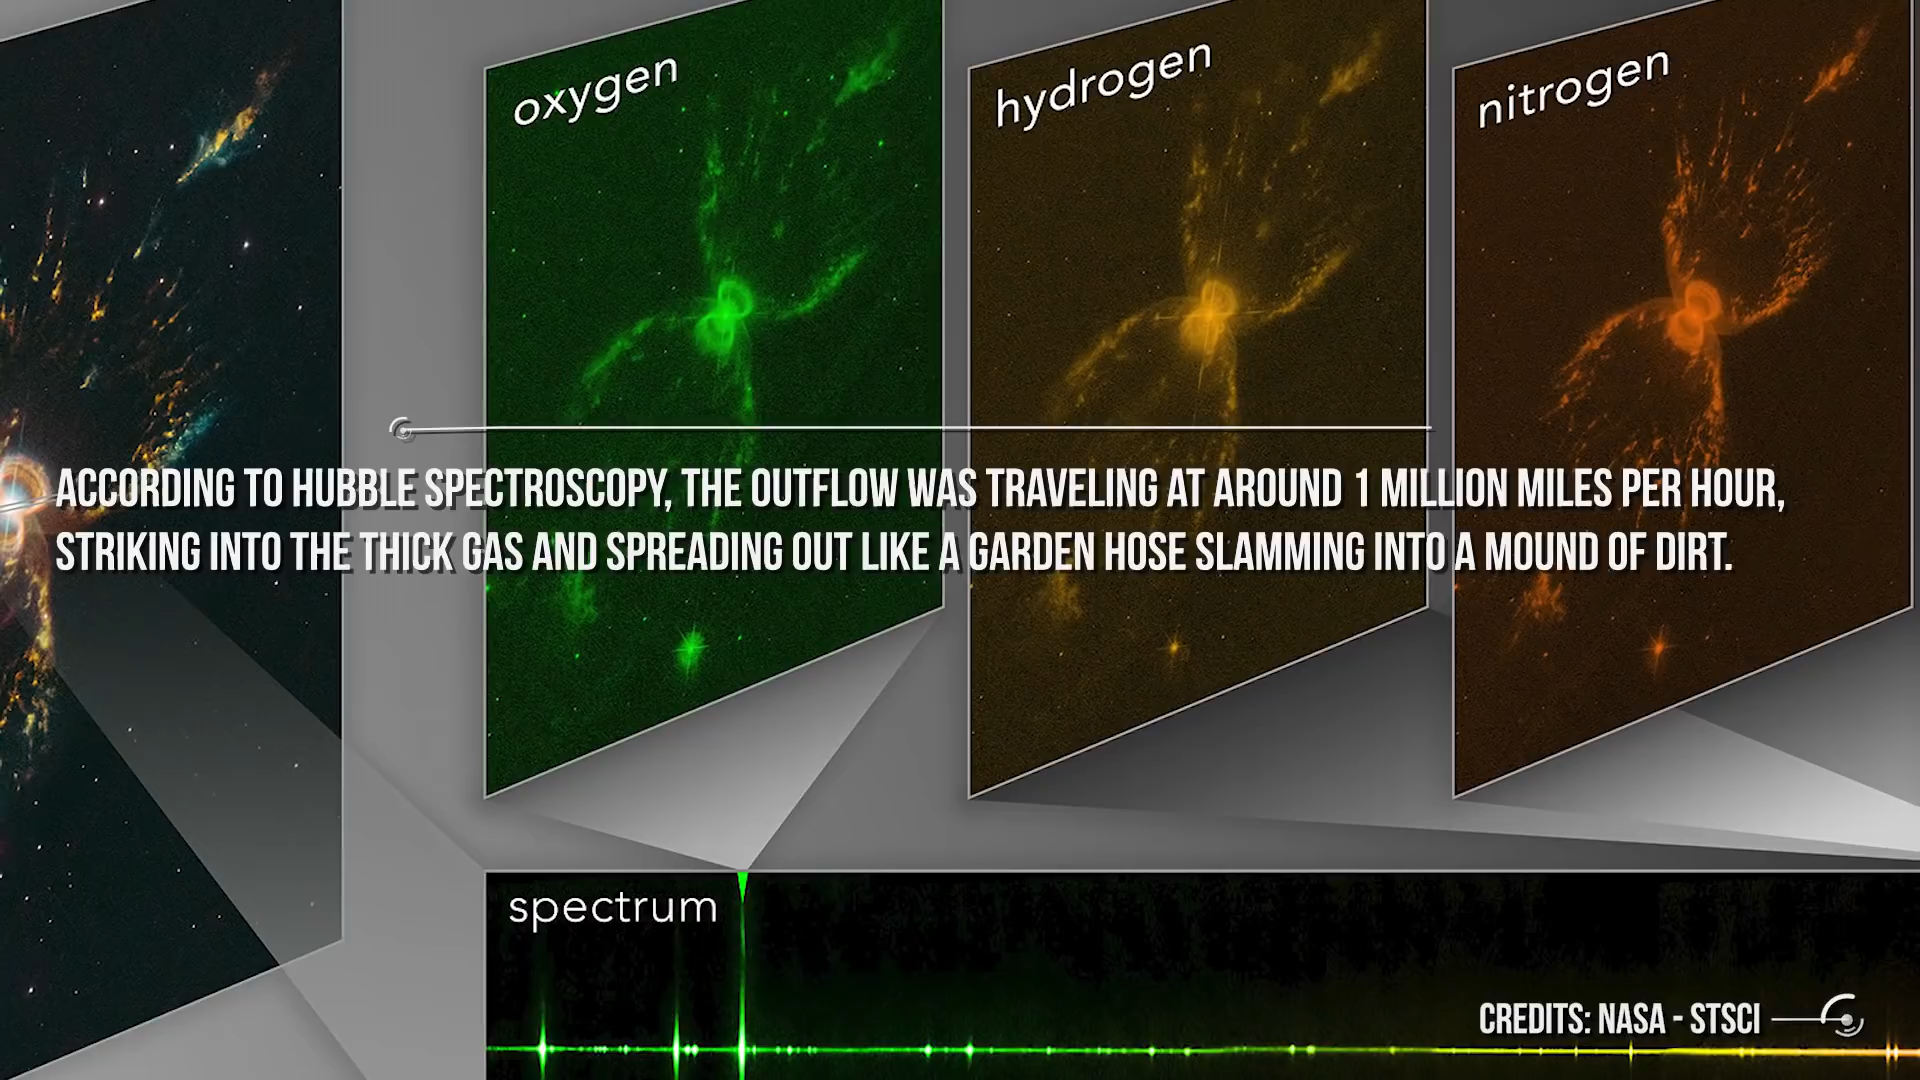 oxygen
hydrogen
nitrogen
ACCORDING TO HUBBLE SPECTROSCOPY, THE OUTFLOW WAS TRAVELING AT AROUND 1 MILLION MILES PER HOUR,
STRIKING INTO THE THICK GAS AND SPREADING OUT LIKE A GARDEN HOSE SLAMMING INTO A MOUND OF DIRT.
spectrum
CREDITS: NASA - STSCI